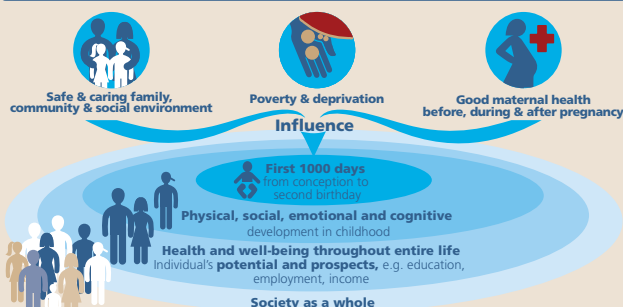 Safe & caring family,
community & social environment
Poverty & deprivation
Good maternal health
before, during & after pregnancy
Influence
First 1000 days
from conception to
second birthday
Physical, social, emotional and cognitive
development in childhood
Health and well-being throughout entire life
Individual's potential and prospects, e.g. education,
employment, income
Society as a whole